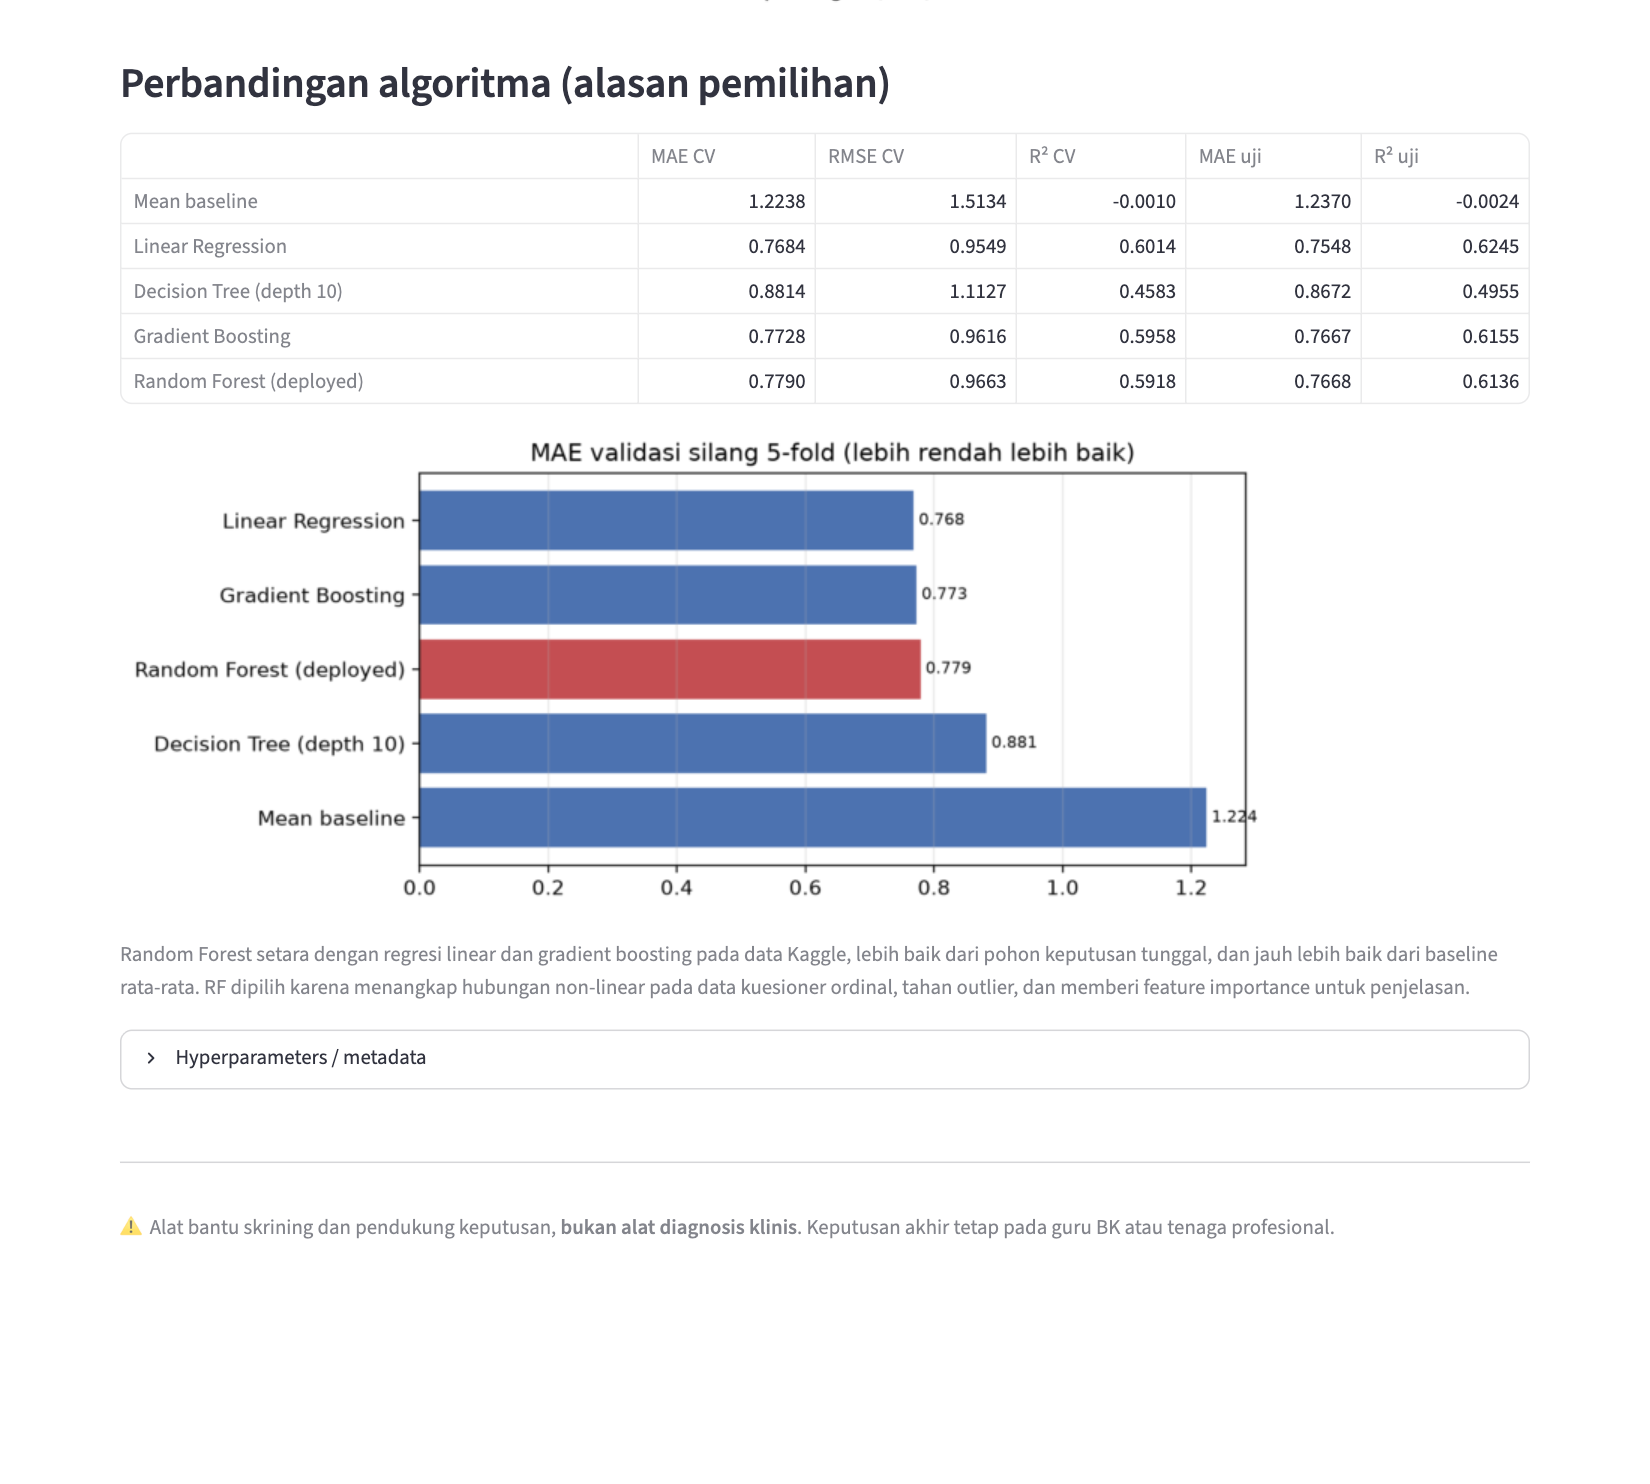 Perbandingan algoritma (alasan pemilihan)
MAE CV RMSE CV R² CV MAE uji R² uji
Mean baseline 1.2238 1.5134 -0.0010 1.2370 -0.0024
Linear Regression 0.7684 0.9549 0.6014 0.7548 0.6245
Decision Tree (depth 10) 0.8814 1.1127 0.4583 0.8672 0.4955
Gradient Boosting 0.7728 0.9616 0.5958 0.7667 0.6155
Random Forest (deployed) 0.7790 0.9663 0.5918 0.7668 0.6136
MAE validasi silang 5-fold (lebih rendah lebih baik)
Linear Regression 0.768
Gradient Boosting 0.773
Random Forest (deployed) 0.779
Decision Tree (depth 10) 0.881
Mean baseline 1.224
0.0 0.2 0.4 0.6 0.8 1.0 1.2
Random Forest setara dengan regresi linear dan gradient boosting pada data Kaggle, lebih baik dari pohon keputusan tunggal, dan jauh lebih baik dari baseline
rata-rata. RF dipilih karena menangkap hubungan non-linear pada data kuesioner ordinal, tahan outlier, dan memberi feature importance untuk penjelasan.
Hyperparameters / metadata
Alat bantu skrining dan pendukung keputusan, bukan alat diagnosis klinis. Keputusan akhir tetap pada guru BK atau tenaga profesional.